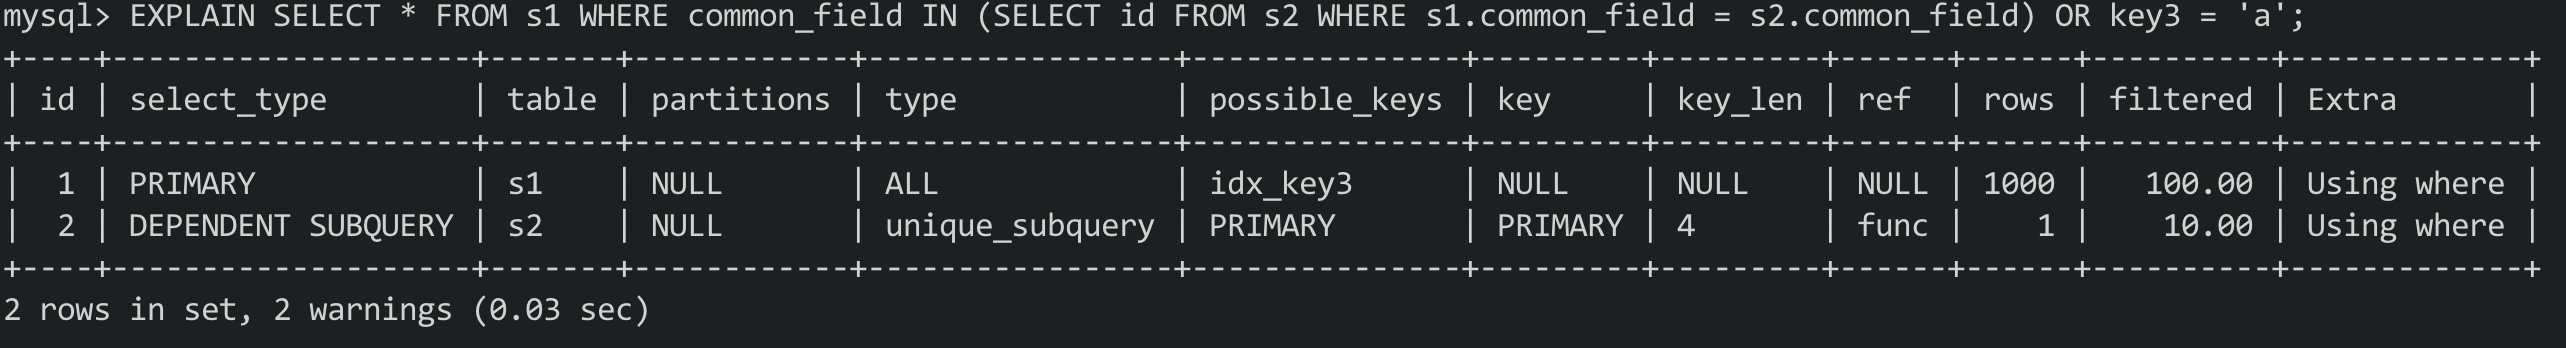 mysql> EXPLAIN SELECT * FROM s1 WHERE common_field IN (SELECT id FROM s2 WHERE s1.common_field = s2.common_field) OR key3 = 'a';
+----+--------------------+-------+------------+-----------------+---------------+---------+---------+------+------+----------+-------------+
| id | select_type        | table | partitions | type            | possible_keys | key     | key_len | ref  | rows | filtered | Extra       |
+----+--------------------+-------+------------+-----------------+---------------+---------+---------+------+------+----------+-------------+
|  1 | PRIMARY            | s1    | NULL       | ALL             | idx_key3      | NULL    | NULL    | NULL | 1000 |   100.00 | Using where |
|  2 | DEPENDENT SUBQUERY | s2    | NULL       | unique_subquery | PRIMARY       | PRIMARY | 4       | func |    1 |    10.00 | Using where |
+----+--------------------+-------+------------+-----------------+---------------+---------+---------+------+------+----------+-------------+
2 rows in set, 2 warnings (0.03 sec)